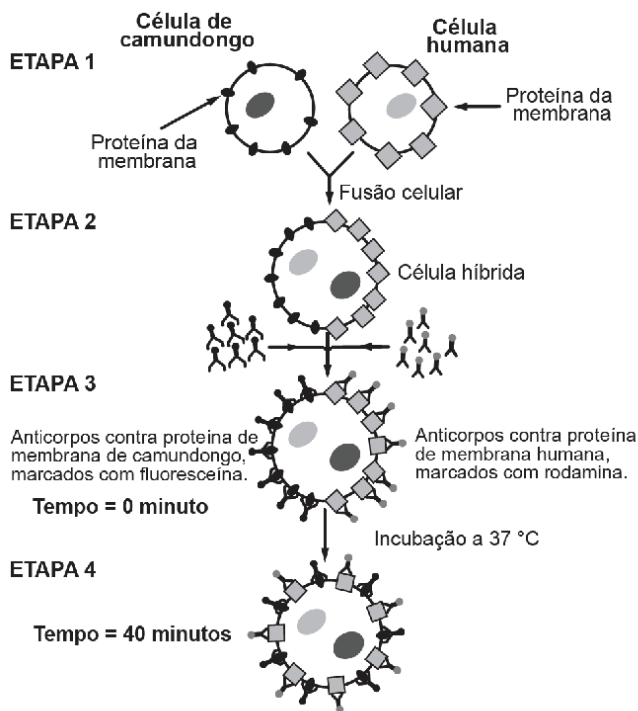 Célula de
camundongo
Célula
humana
ETAPA 1
Proteína da
membrana
Proteína da
membrana
Fusão celular
ETAPA 2
Célula híbrida
ETAPA 3
Anticorpos contra proteína de
membrana de camundongo,
marcados com fluoresceína.
Anticorpos contra proteína
de membrana humana,
marcados com rodamina.
Tempo = 0 minuto
Incubação a 37 °C
ETAPA 4
Tempo = 40 minutos